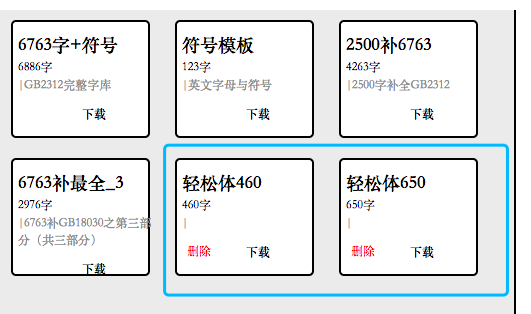 6763字+符号
6886字
|GB2312完整字库
下载
符号模板
123字
|英文字母与符号
下载
2500补6763
4263字
|2500字补全GB2312
下载
6763补最全_3
2976字
|6763补GB18030之第三部
分（共三部分）
下载
轻松体460
460字
|
删除 下载
轻松体650
650字
|
删除 下载